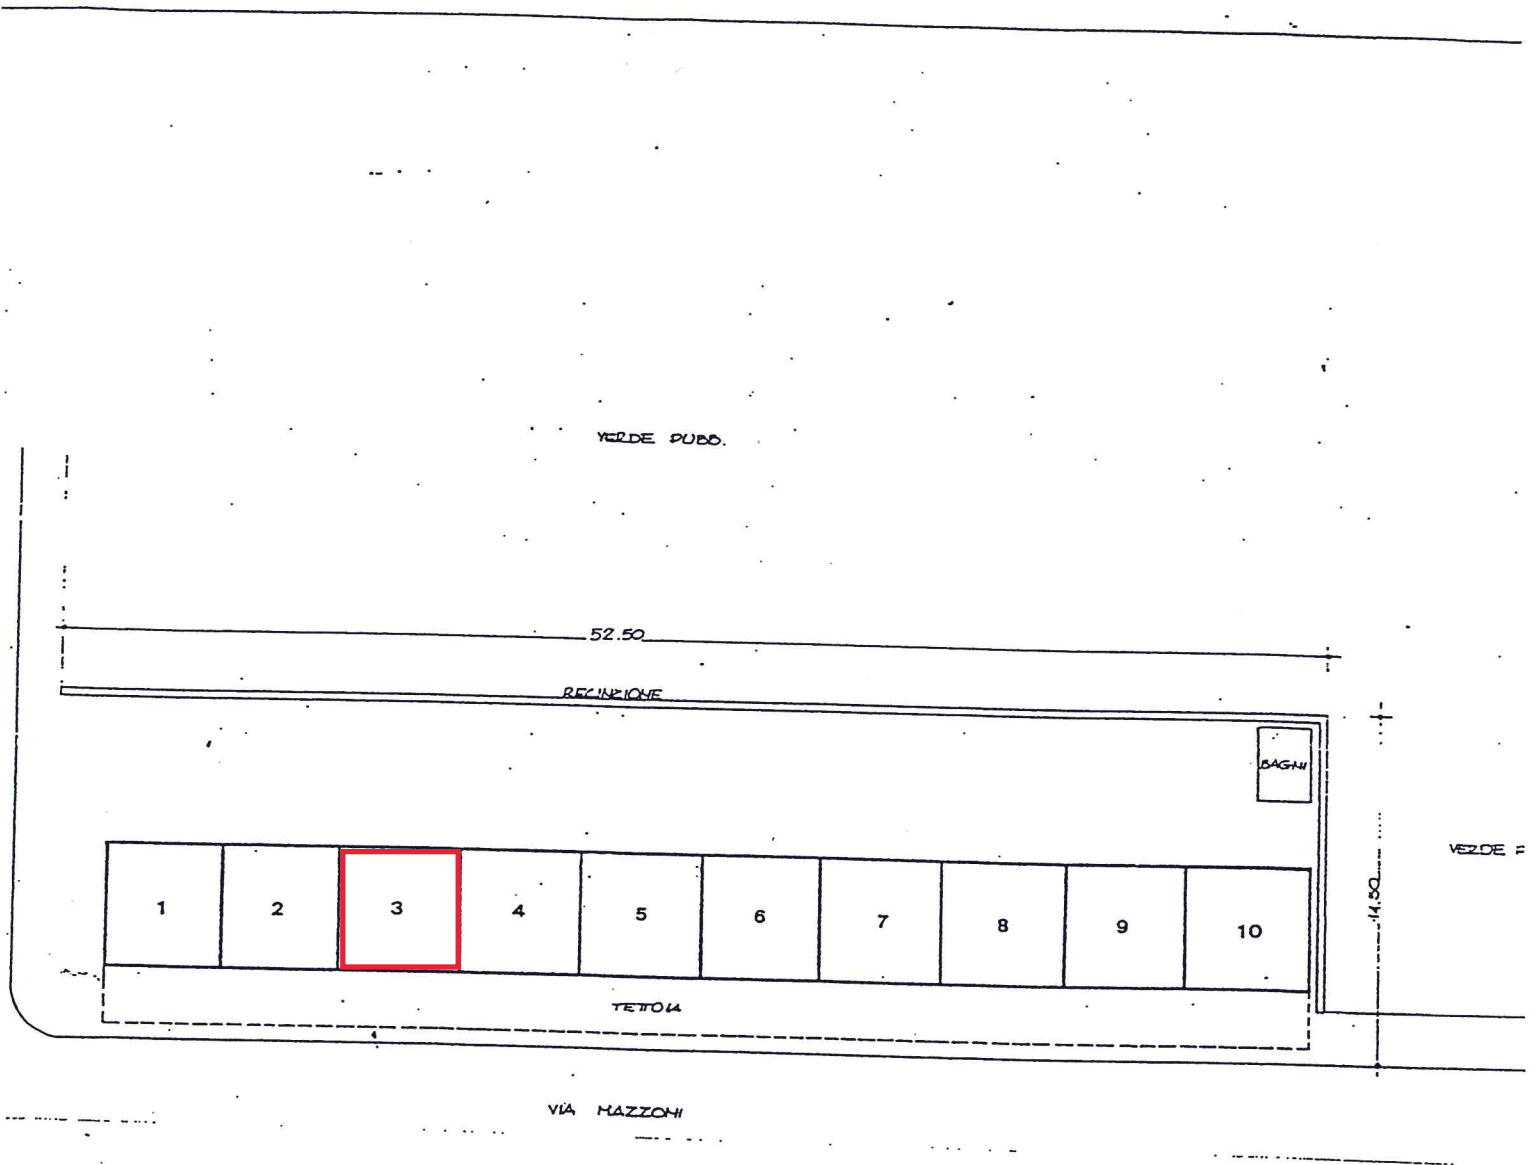 VERDE PUBB.
52.50
RECINZIONE
BAGNI
VERDE P
14.50
1 2 3 4 5 6 7 8 9 10
TETTOIA
VIA MAZZONI